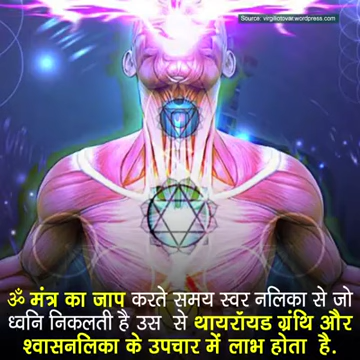 Source: virgiliotovar.wordpress.com
ॐ मंत्र का जाप करते समय स्वर नलिका से जो
ध्वनि निकलती है उस से थायरॉयड ग्रंथि और
श्वासनलिका के उपचार में लाभ होता है.